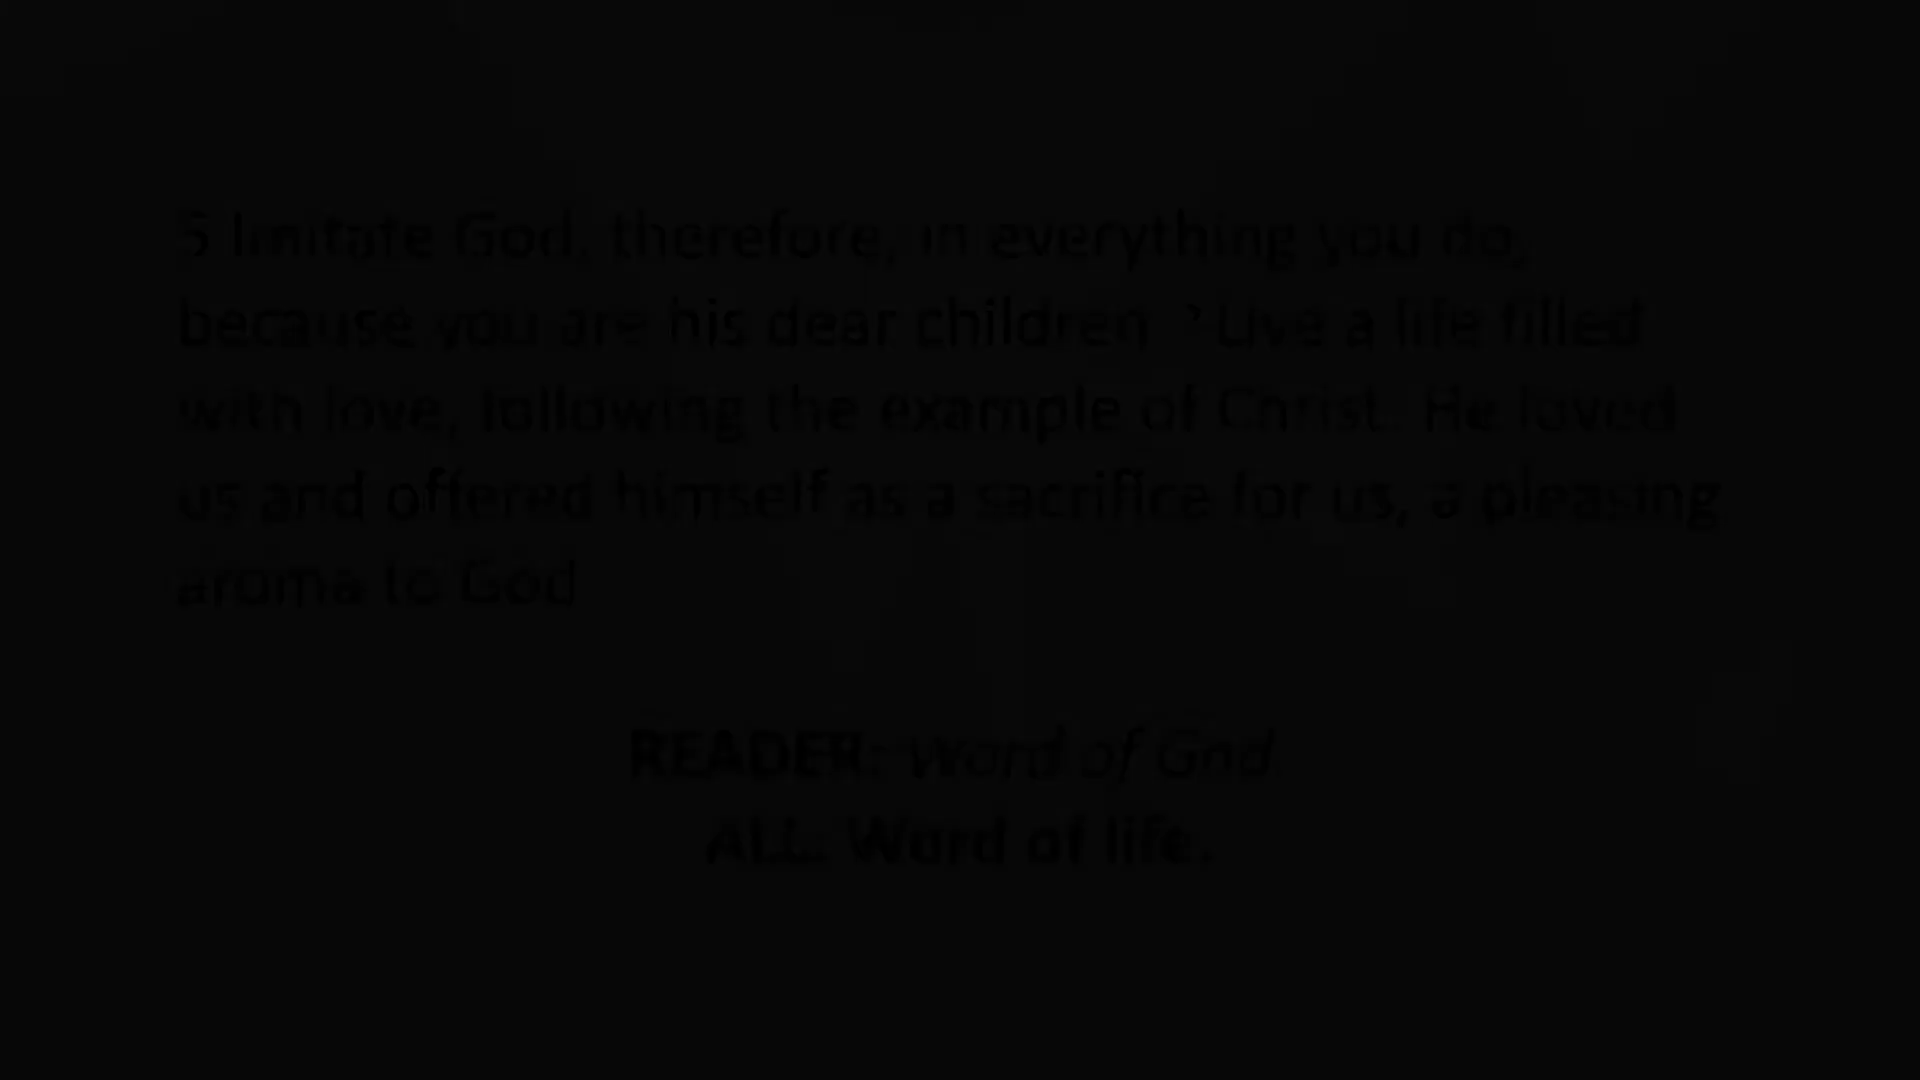 5 Imitate God, therefore, in everything you do,
because you are his dear children. ² Live a life filled
with love, following the example of Christ. He loved
us and offered himself as a sacrifice for us, a pleasing
aroma to God
READER: Word of God.
ALL: Word of life.